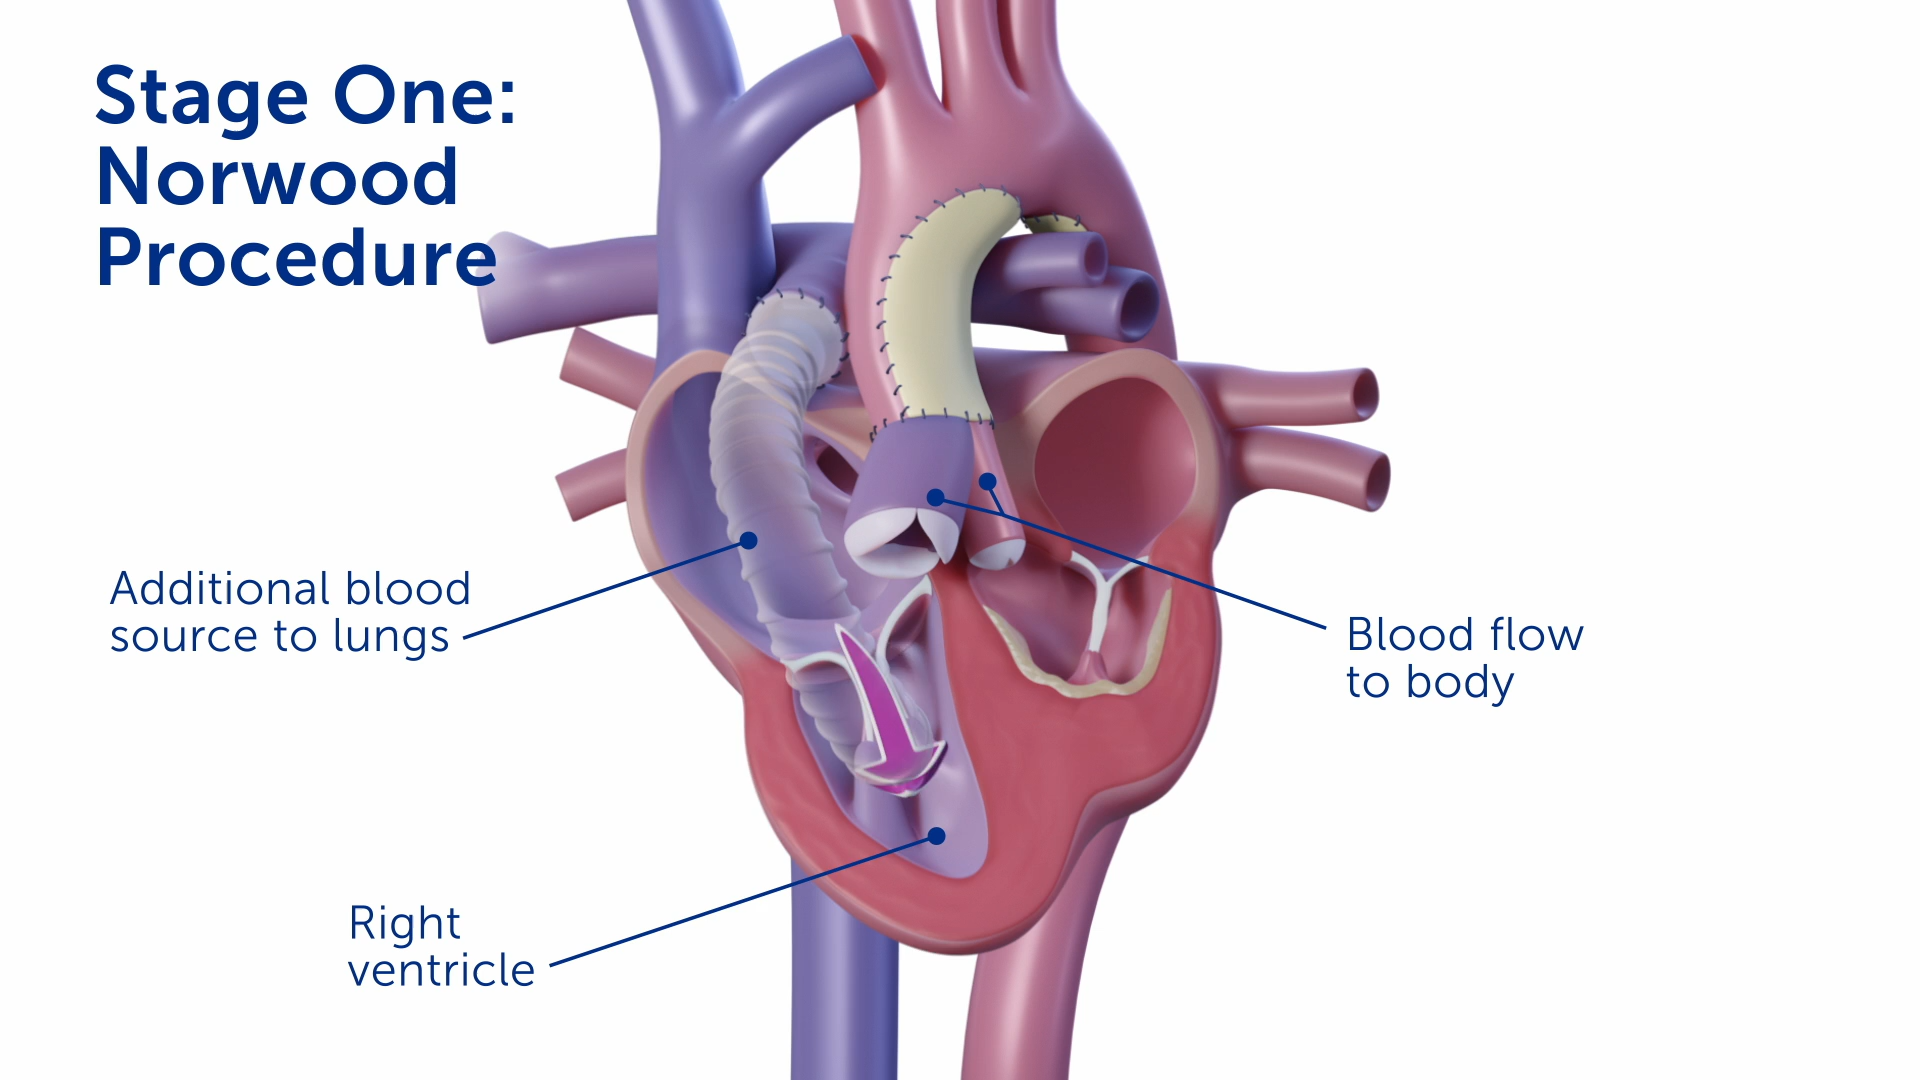 Stage One:
Norwood
Procedure
Additional blood
source to lungs
Blood flow
to body
Right
ventricle